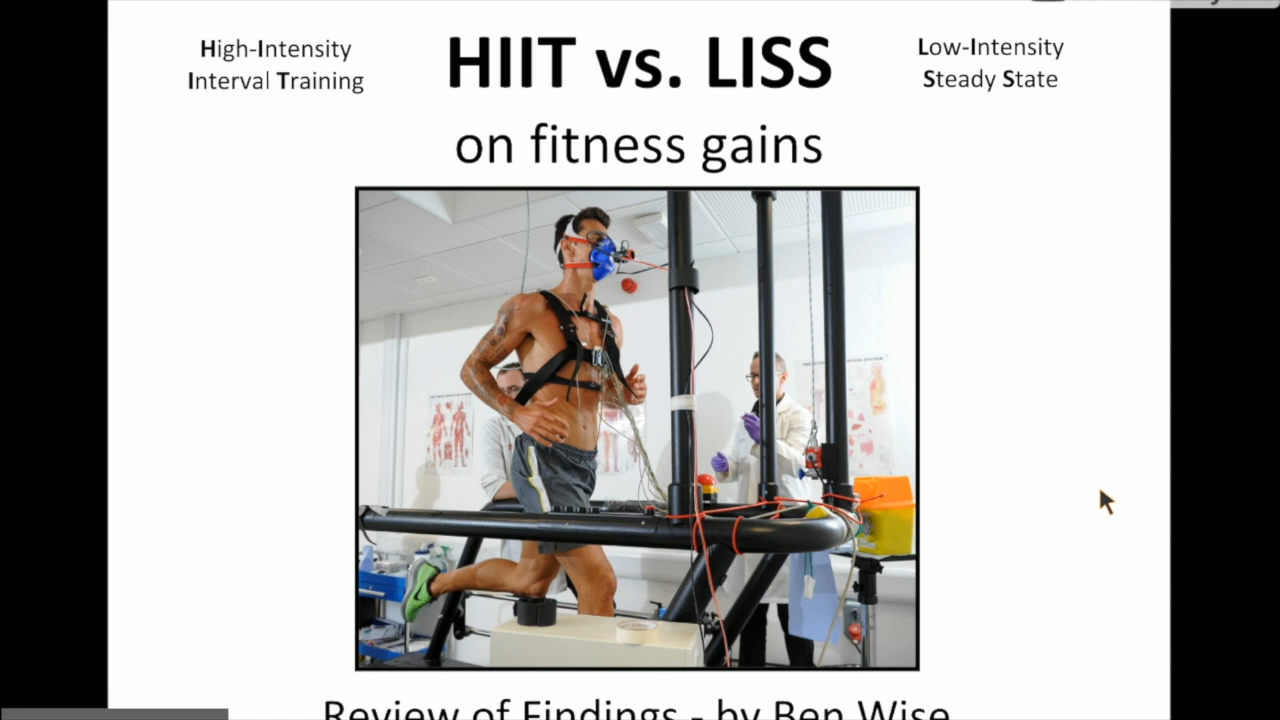 High-Intensity
Interval Training
HIIT vs. LISS
Low-Intensity
Steady State
on fitness gains
Review of Findings - by Ben Wise